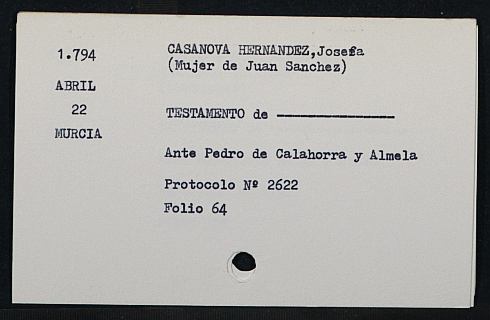 1.794
ABRIL
22
MURCIA
CASANOVA HERNANDEZ,Josefa
(Mujer de Juan Sanchez)
TESTAMENTO de ————————
Ante Pedro de Calahorra y Almela
Protocolo Nº 2622
Folio 64